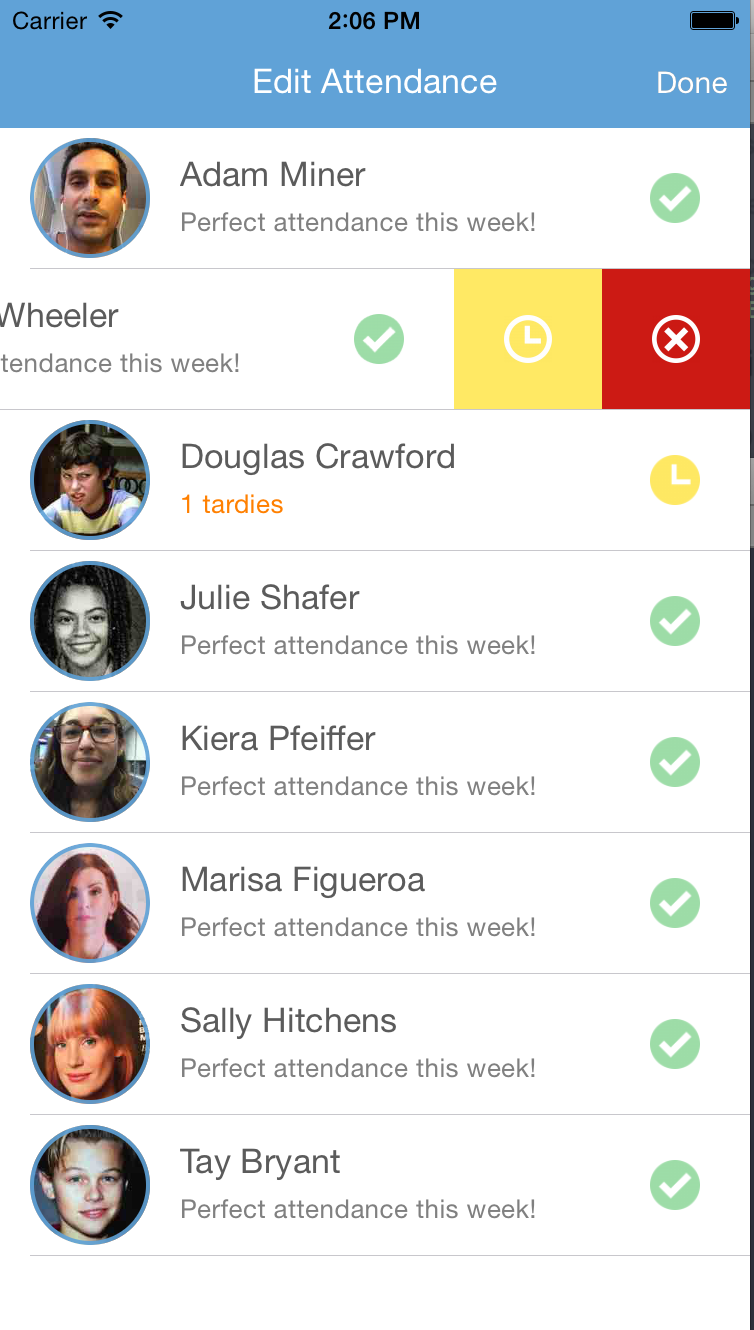 Carrier 2:06 PM
Edit Attendance Done
Adam Miner
Perfect attendance this week!
Wheeler
tendance this week!
Douglas Crawford
1 tardies
Julie Shafer
Perfect attendance this week!
Kiera Pfeiffer
Perfect attendance this week!
Marisa Figueroa
Perfect attendance this week!
Sally Hitchens
Perfect attendance this week!
Tay Bryant
Perfect attendance this week!